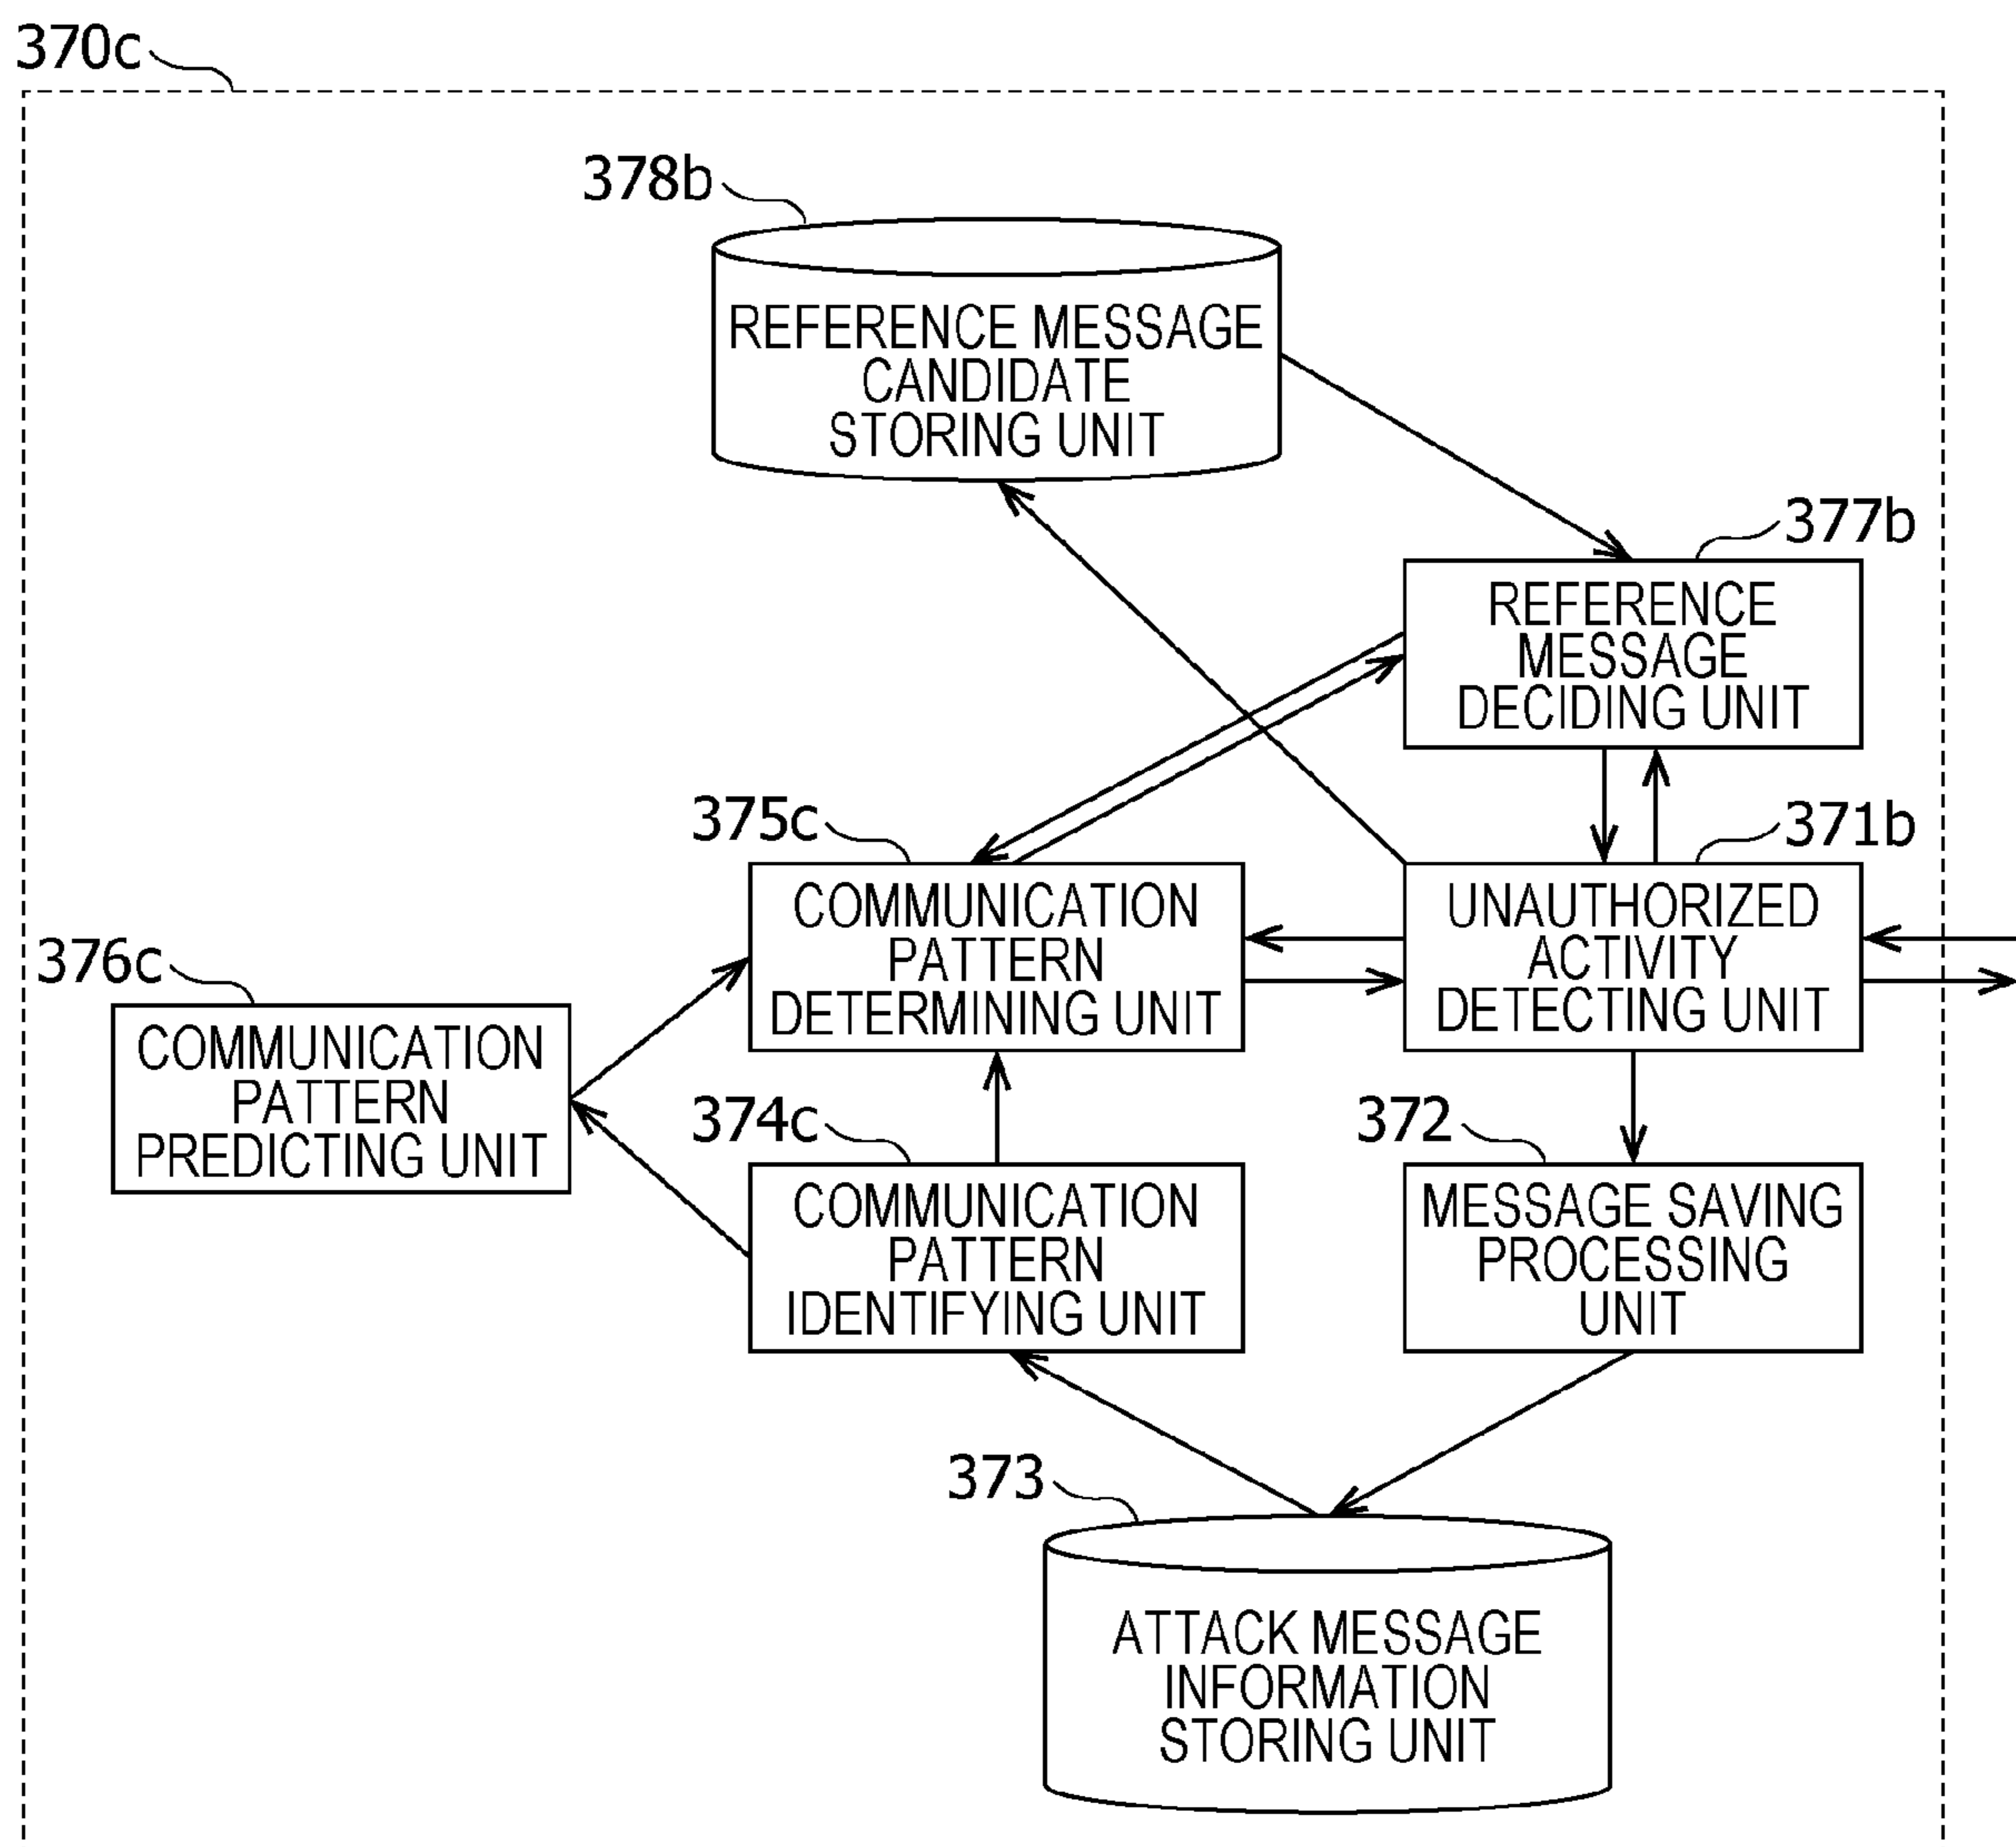 370c
378b
REFERENCE MESSAGE
CANDIDATE
STORING UNIT
377b
REFERENCE
MESSAGE
DECIDING UNIT
375c
COMMUNICATION
PATTERN
DETERMINING UNIT
371b
UNAUTHORIZED
ACTIVITY
DETECTING UNIT
376c
COMMUNICATION
PATTERN
PREDICTING UNIT
374c
COMMUNICATION
PATTERN
IDENTIFYING UNIT
372
MESSAGE SAVING
PROCESSING
UNIT
373
ATTACK MESSAGE
INFORMATION
STORING UNIT